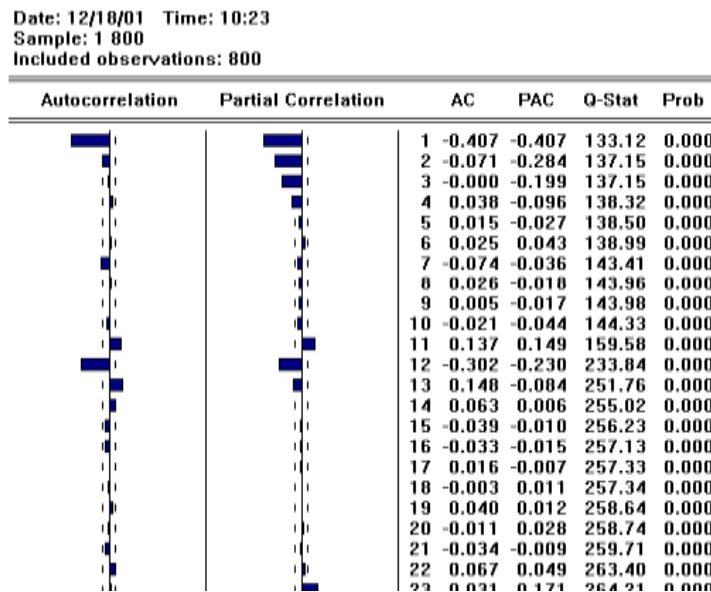 Date: 12/18/01 Time: 10:23
Sample: 1 800
Included observations: 800
Autocorrelation Partial Correlation AC PAC Q-Stat Prob
1 -0.407 -0.407 133.12 0.000
2 -0.071 -0.284 137.15 0.000
3 -0.000 -0.199 137.15 0.000
4 0.038 -0.096 138.32 0.000
5 0.015 -0.027 138.50 0.000
6 0.025 0.043 138.99 0.000
7 -0.074 -0.036 143.41 0.000
8 0.026 -0.018 143.96 0.000
9 0.005 -0.017 143.98 0.000
10 -0.021 -0.044 144.33 0.000
11 0.137 0.149 159.58 0.000
12 -0.302 -0.230 233.84 0.000
13 0.148 -0.084 251.76 0.000
14 0.063 0.006 255.02 0.000
15 -0.039 -0.010 256.23 0.000
16 -0.033 -0.015 257.13 0.000
17 0.016 -0.007 257.33 0.000
18 -0.003 0.011 257.34 0.000
19 0.040 0.012 258.64 0.000
20 -0.011 0.028 258.74 0.000
21 -0.034 -0.009 259.71 0.000
22 0.067 0.049 263.40 0.000
23 0.031 0.171 264.21 0.000